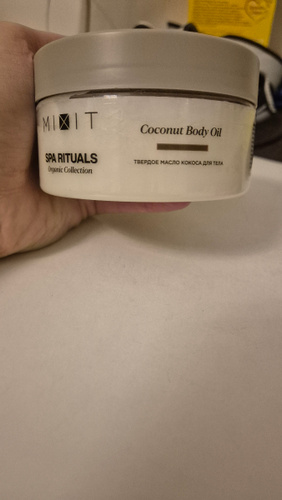 MIXIT
SPA RITUALS
Organic Collection
Coconut Body Oil
ТВЕРДОЕ МАСЛО КОКОСА ДЛЯ ТЕЛА